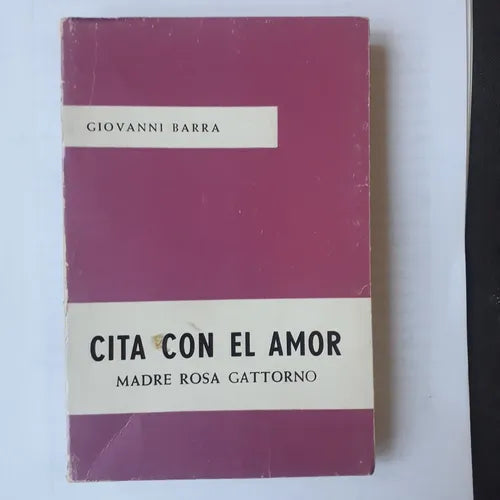 GIOVANNI BARRA
CITA CON EL AMOR
MADRE ROSA GATTORNO